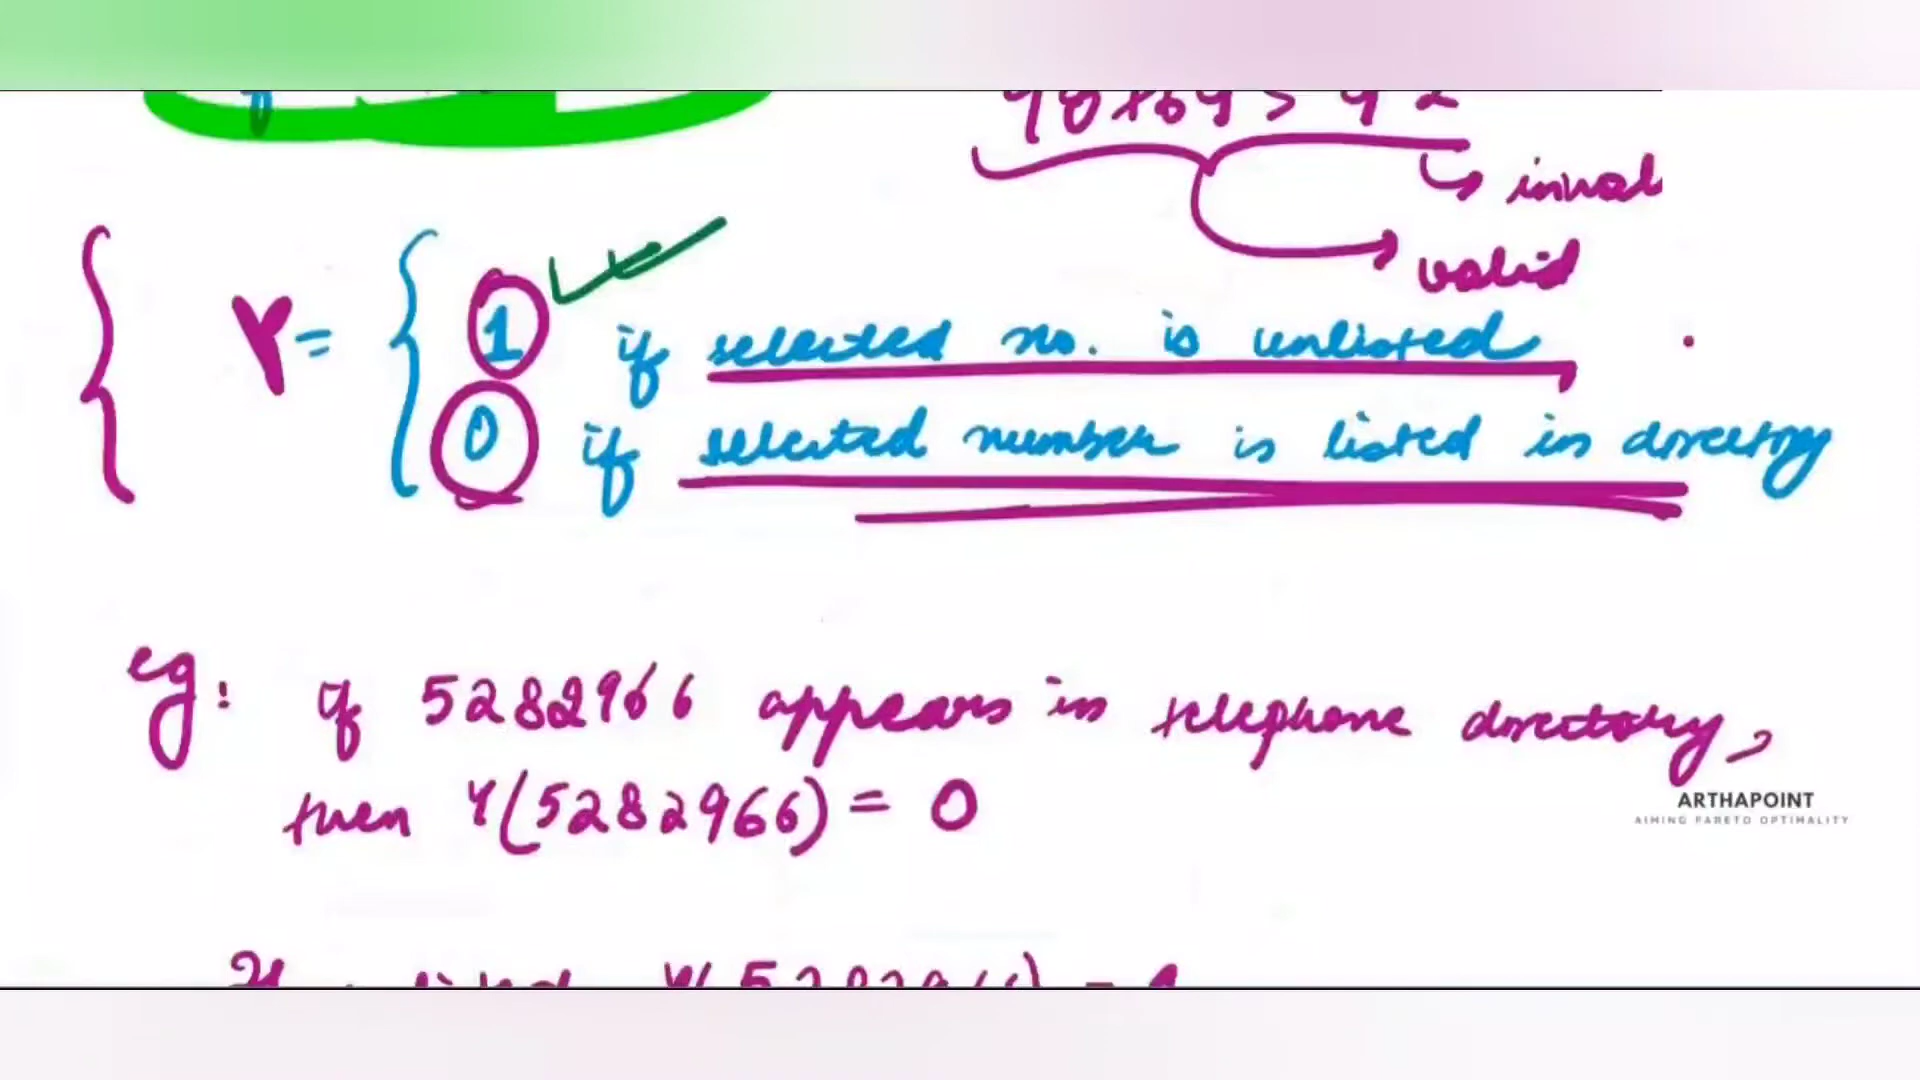 valid
Y = { 1 if selected no. is unlisted
0 if selected number is listed in directory
eg: if 5282966 appears in telephone directory,
then Y(5282966) = 0
ARTHAPOINT
AIMING PARETO OPTIMALITY